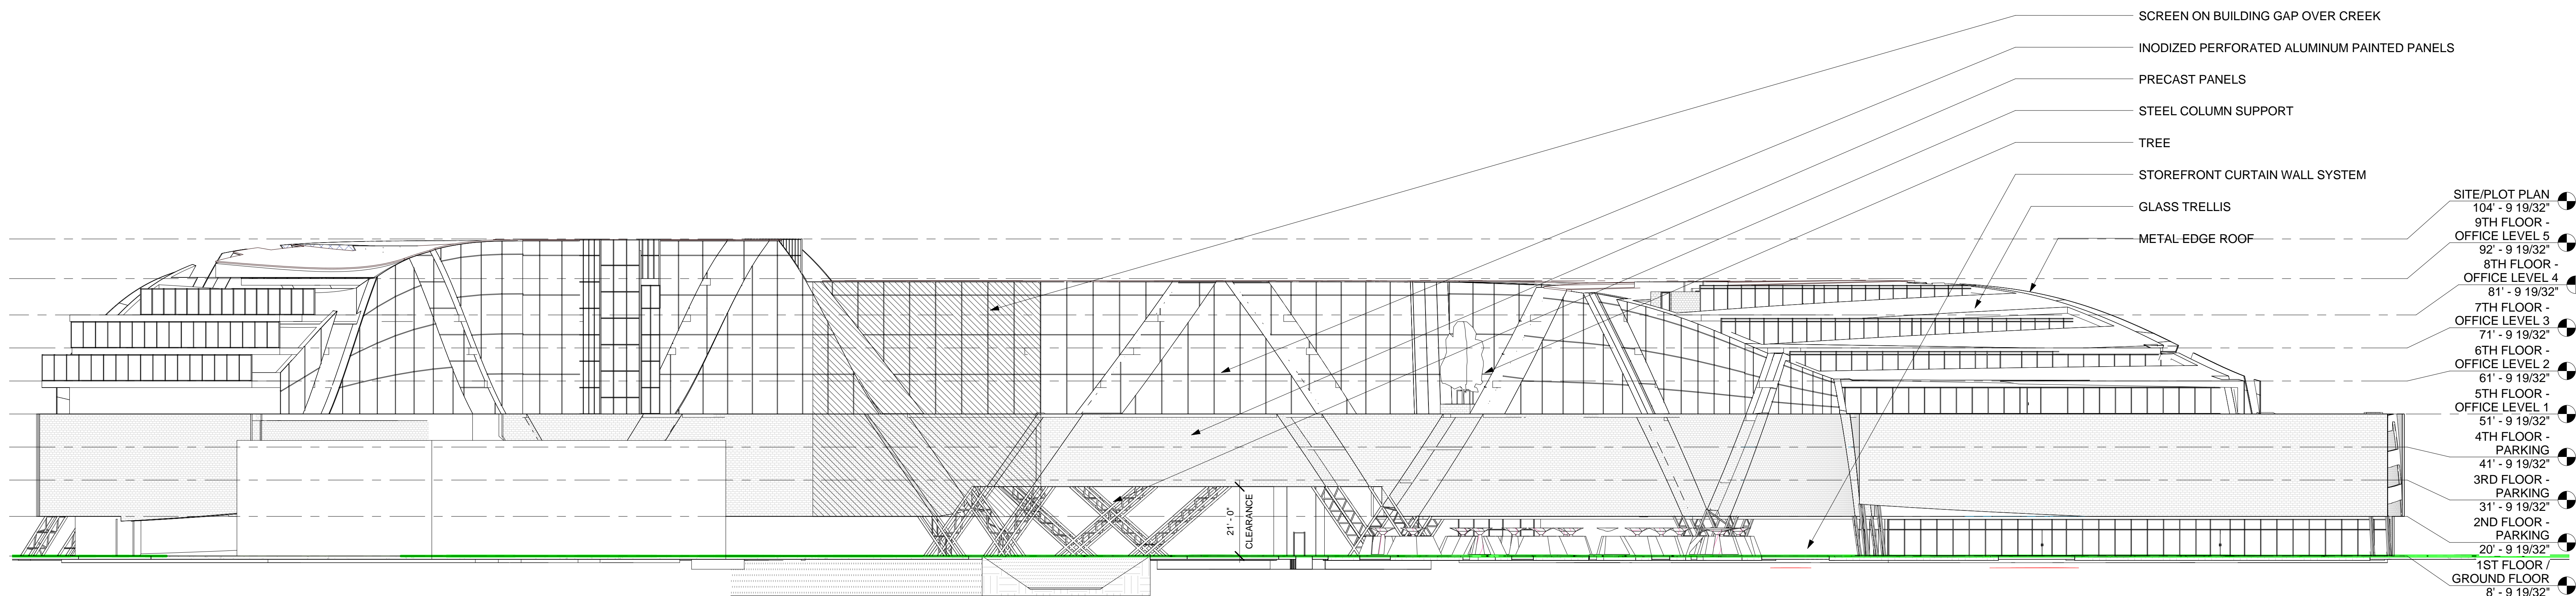 SCREEN ON BUILDING GAP OVER CREEK
INODIZED PERFORATED ALUMINUM PAINTED PANELS
PRECAST PANELS
STEEL COLUMN SUPPORT
TREE
STOREFRONT CURTAIN WALL SYSTEM
GLASS TRELLIS
METAL EDGE ROOF
SITE/PLOT PLAN
104' - 9 19/32"
9TH FLOOR -
OFFICE LEVEL 5
92' - 9 19/32"
8TH FLOOR -
OFFICE LEVEL 4
81' - 9 19/32"
7TH FLOOR -
OFFICE LEVEL 3
71' - 9 19/32"
6TH FLOOR -
OFFICE LEVEL 2
61' - 9 19/32"
5TH FLOOR -
OFFICE LEVEL 1
51' - 9 19/32"
4TH FLOOR -
PARKING
41' - 9 19/32"
3RD FLOOR -
PARKING
31' - 9 19/32"
2ND FLOOR -
PARKING
20' - 9 19/32"
1ST FLOOR /
GROUND FLOOR
8' - 9 19/32"
21' - 0"
CLEARANCE